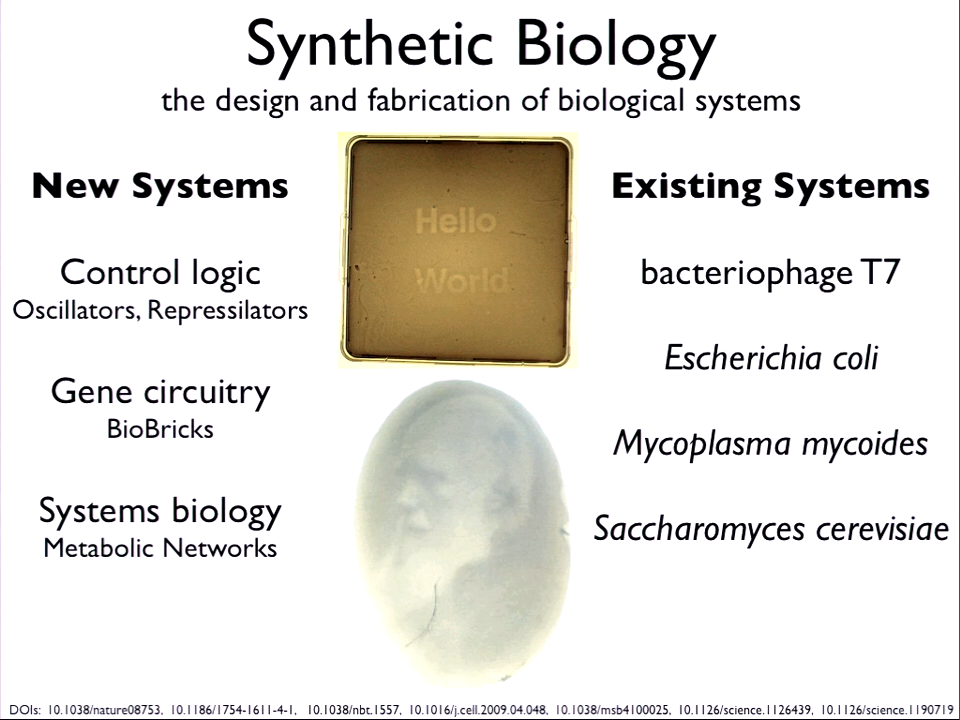 Synthetic Biology
the design and fabrication of biological systems
New Systems
Control logic
Oscillators, Repressilators
Gene circuitry
BioBricks
Systems biology
Metabolic Networks
Hello
World
Existing Systems
bacteriophage T7
Escherichia coli
Mycoplasma mycoides
Saccharomyces cerevisiae
DOIs: 10.1038/nature08753, 10.1186/1754-1611-4-1, 10.1038/nbt.1557, 10.1016/j.cell.2009.04.048, 10.1038/msb4100025, 10.1126/science.1126439, 10.1126/science.1190719